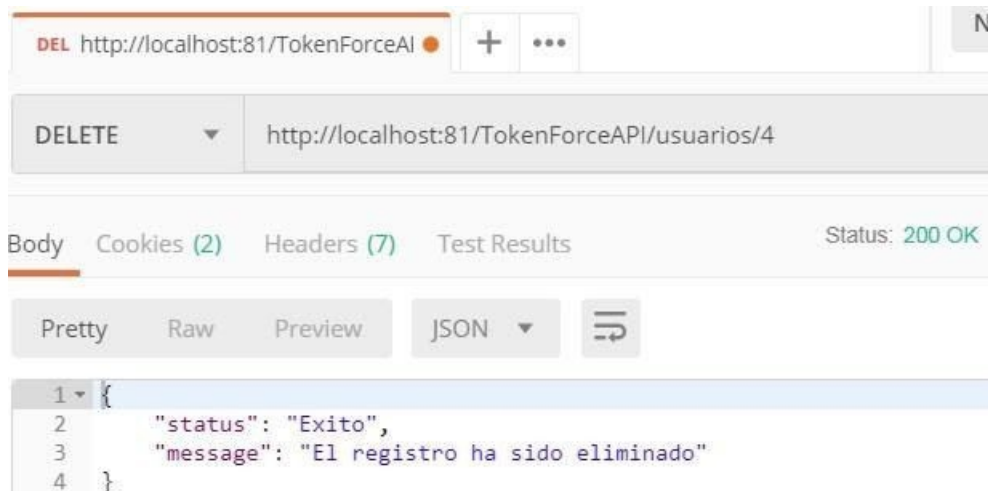 DEL http://localhost:81/TokenForceAI + •••
N
DELETE http://localhost:81/TokenForceAPI/usuarios/4
Body Cookies (2) Headers (7) Test Results Status: 200 OK
Pretty Raw Preview JSON
1 {
2 "status": "Exito",
3 "message": "El registro ha sido eliminado"
4 }